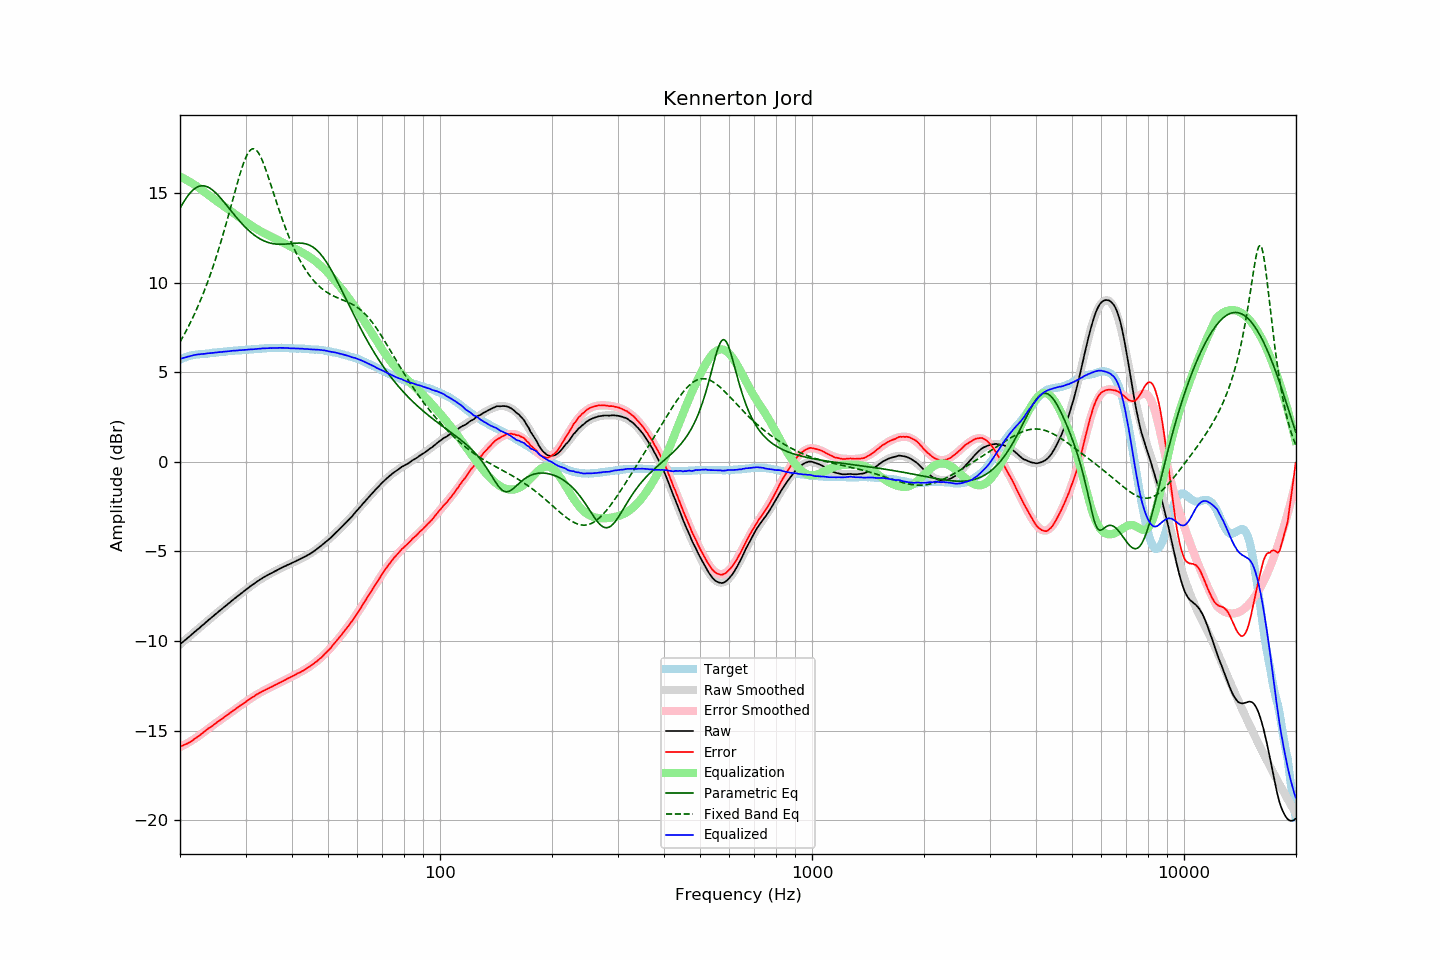 Kennerton Jord
Amplitude (dBr)
15
10
5
0
−5
−10
−15
−20
100
1000
10000
Frequency (Hz)
Target
Raw Smoothed
Error Smoothed
Raw
Error
Equalization
Parametric Eq
Fixed Band Eq
Equalized